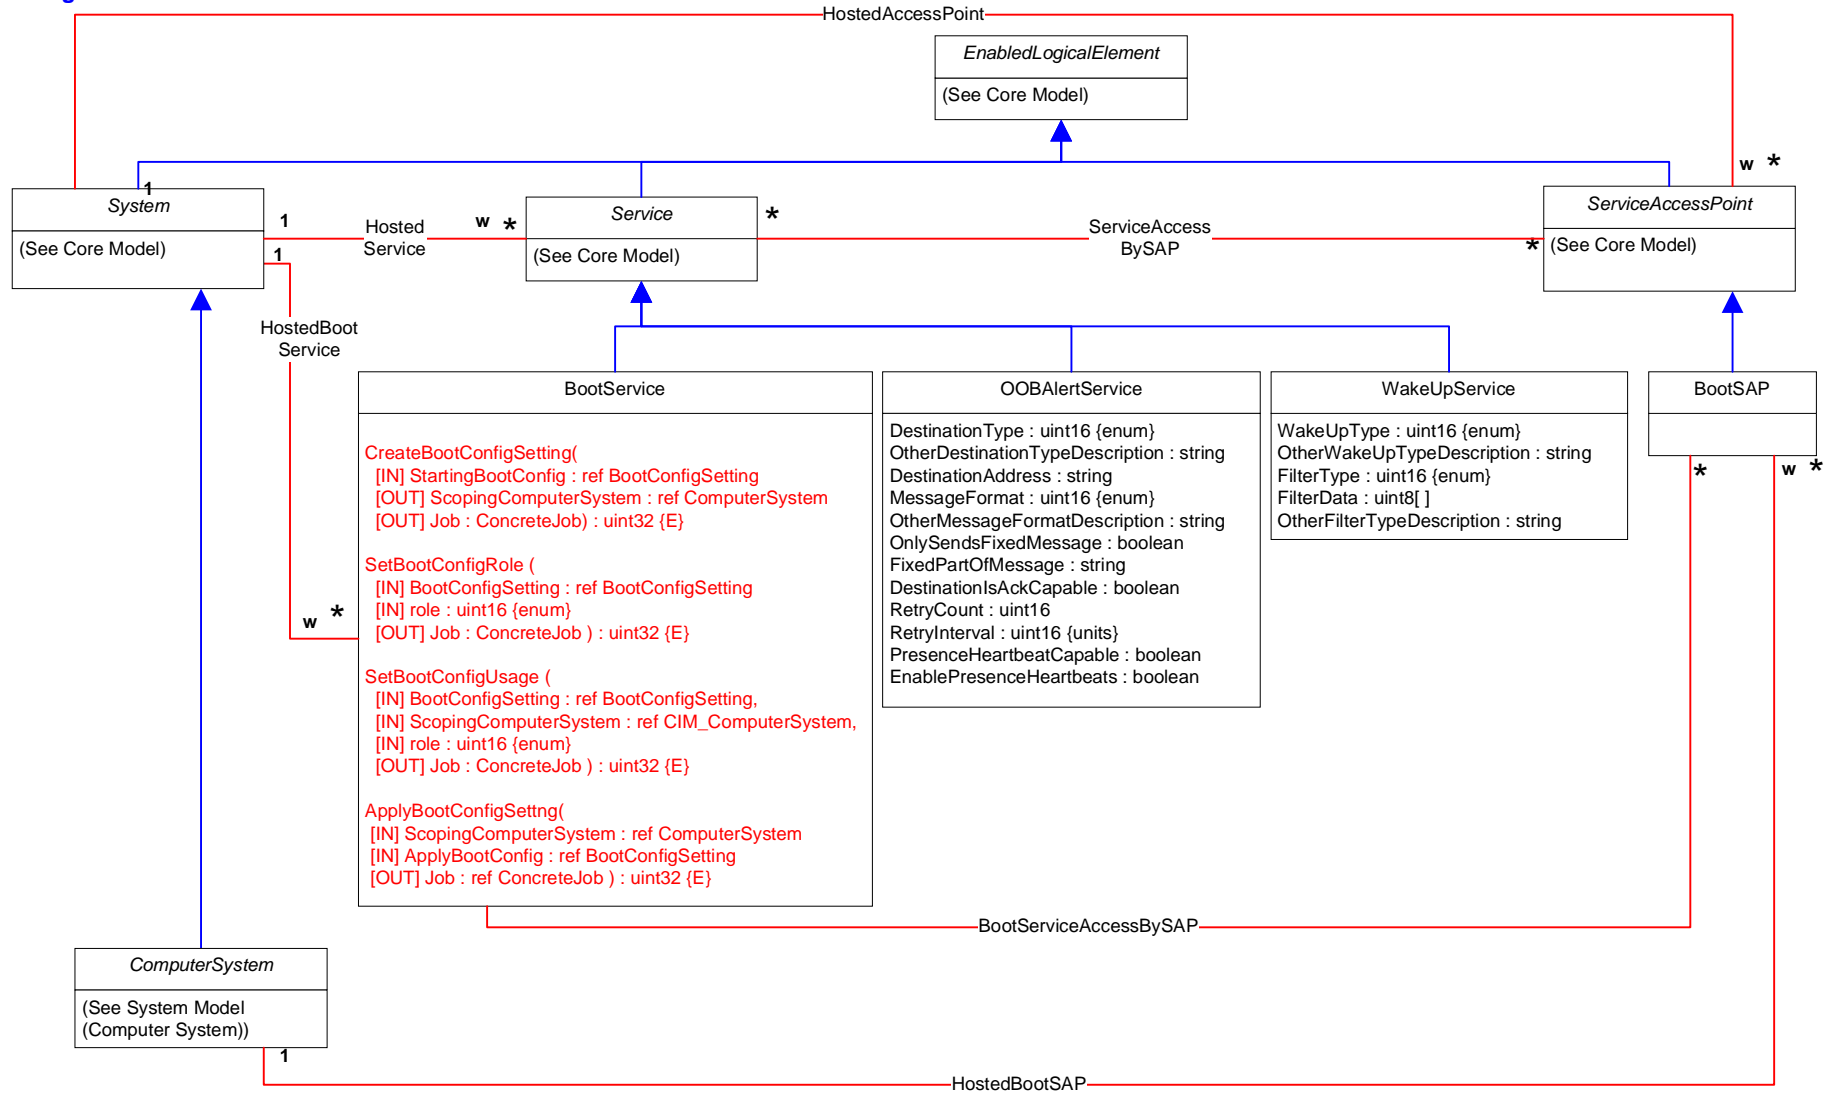 HostedAccessPoint
EnabledLogicalElement
(See Core Model)
w *
1
System
(See Core Model)
1
Hosted
Service
w *
Service
(See Core Model)
*
ServiceAccess
BySAP
*
ServiceAccessPoint
(See Core Model)
1
HostedBoot
Service
w *
BootService
CreateBootConfigSetting(
[IN] StartingBootConfig : ref BootConfigSetting
[OUT] ScopingComputerSystem : ref ComputerSystem
[OUT] Job : ConcreteJob) : uint32 {E}
SetBootConfigRole (
[IN] BootConfigSetting : ref BootConfigSetting
[IN] role : uint16 {enum}
[OUT] Job : ConcreteJob ) : uint32 {E}
SetBootConfigUsage (
[IN] BootConfigSetting : ref BootConfigSetting,
[IN] ScopingComputerSystem : ref CIM_ComputerSystem,
[IN] role : uint16 {enum}
[OUT] Job : ConcreteJob ) : uint32 {E}
ApplyBootConfigSettng(
[IN] ScopingComputerSystem : ref ComputerSystem
[IN] ApplyBootConfig : ref BootConfigSetting
[OUT] Job : ref ConcreteJob ) : uint32 {E}
OOBAlertService
DestinationType : uint16 {enum}
OtherDestinationTypeDescription : string
DestinationAddress : string
MessageFormat : uint16 {enum}
OtherMessageFormatDescription : string
OnlySendsFixedMessage : boolean
FixedPartOfMessage : string
DestinationIsAckCapable : boolean
RetryCount : uint16
RetryInterval : uint16 {units}
PresenceHeartbeatCapable : boolean
EnablePresenceHeartbeats : boolean
WakeUpService
WakeUpType : uint16 {enum}
OtherWakeUpTypeDescription : string
FilterType : uint16 {enum}
FilterData : uint8[ ]
OtherFilterTypeDescription : string
BootSAP
*
w *
BootServiceAccessBySAP
ComputerSystem
(See System Model
(Computer System))
1
HostedBootSAP